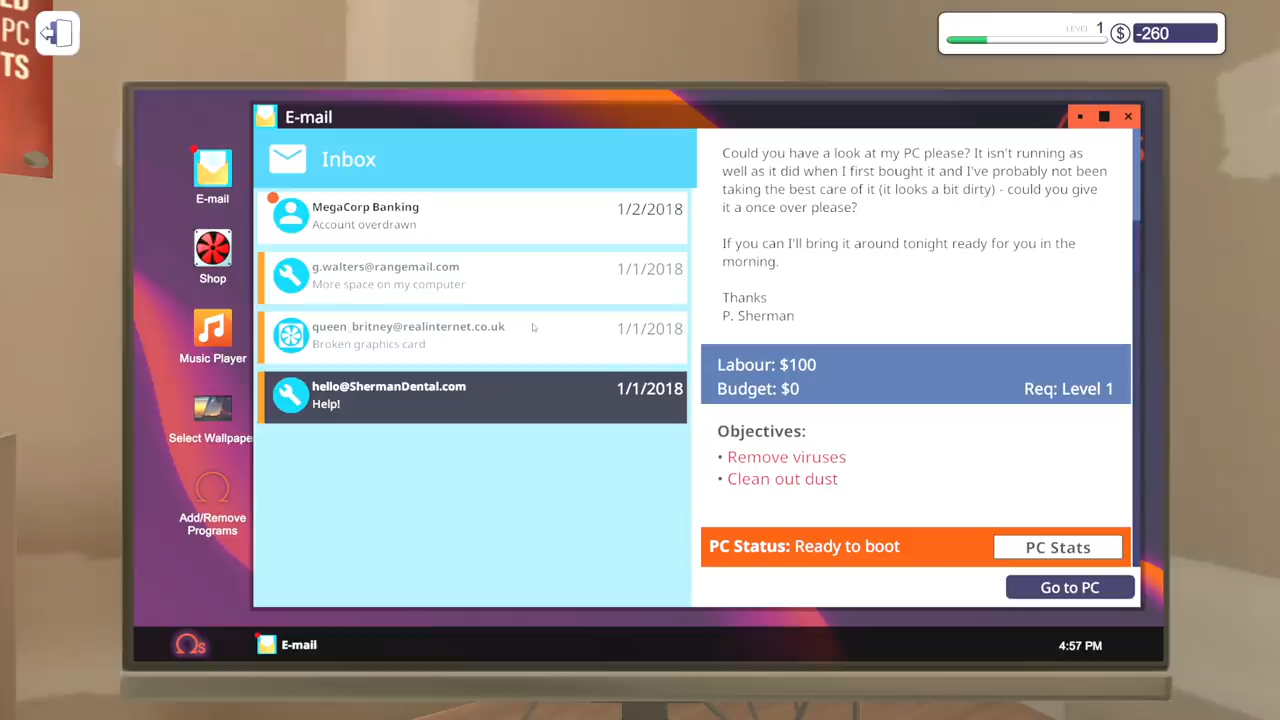 PC
TS
LEVEL 1
$ -260
E-mail
Inbox
E-mail
Shop
Music Player
Select Wallpape
Add/Remove
Programs
MegaCorp Banking 1/2/2018
Account overdrawn
g.walters@rangemail.com 1/1/2018
More space on my computer
queen_britney@realinternet.co.uk 1/1/2018
Broken graphics card
hello@ShermanDental.com 1/1/2018
Help!
Could you have a look at my PC please? It isn't running as
well as it did when I first bought it and I've probably not been
taking the best care of it (it looks a bit dirty) - could you give
it a once over please?
If you can I'll bring it around tonight ready for you in the
morning.
Thanks
P. Sherman
Labour: $100
Budget: $0 Req: Level 1
Objectives:
• Remove viruses
• Clean out dust
PC Status: Ready to boot PC Stats
Go to PC
Ωs E-mail 4:57 PM